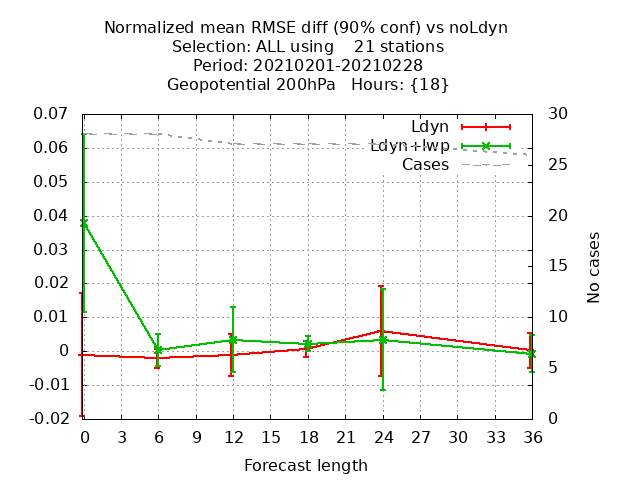 Normalized mean RMSE diff (90% conf) vs noLdyn
Selection: ALL using    21 stations
Period: 20210201-20210228
Geopotential 200hPa   Hours: {18}
0.07
0.06
0.05
0.04
0.03
0.02
0.01
0
-0.01
-0.02
30
25
20
15
10
5
0
No cases
Ldyn
Ldyn+lwp
Cases
0 3 6 9 12 15 18 21 24 27 30 33 36
Forecast length